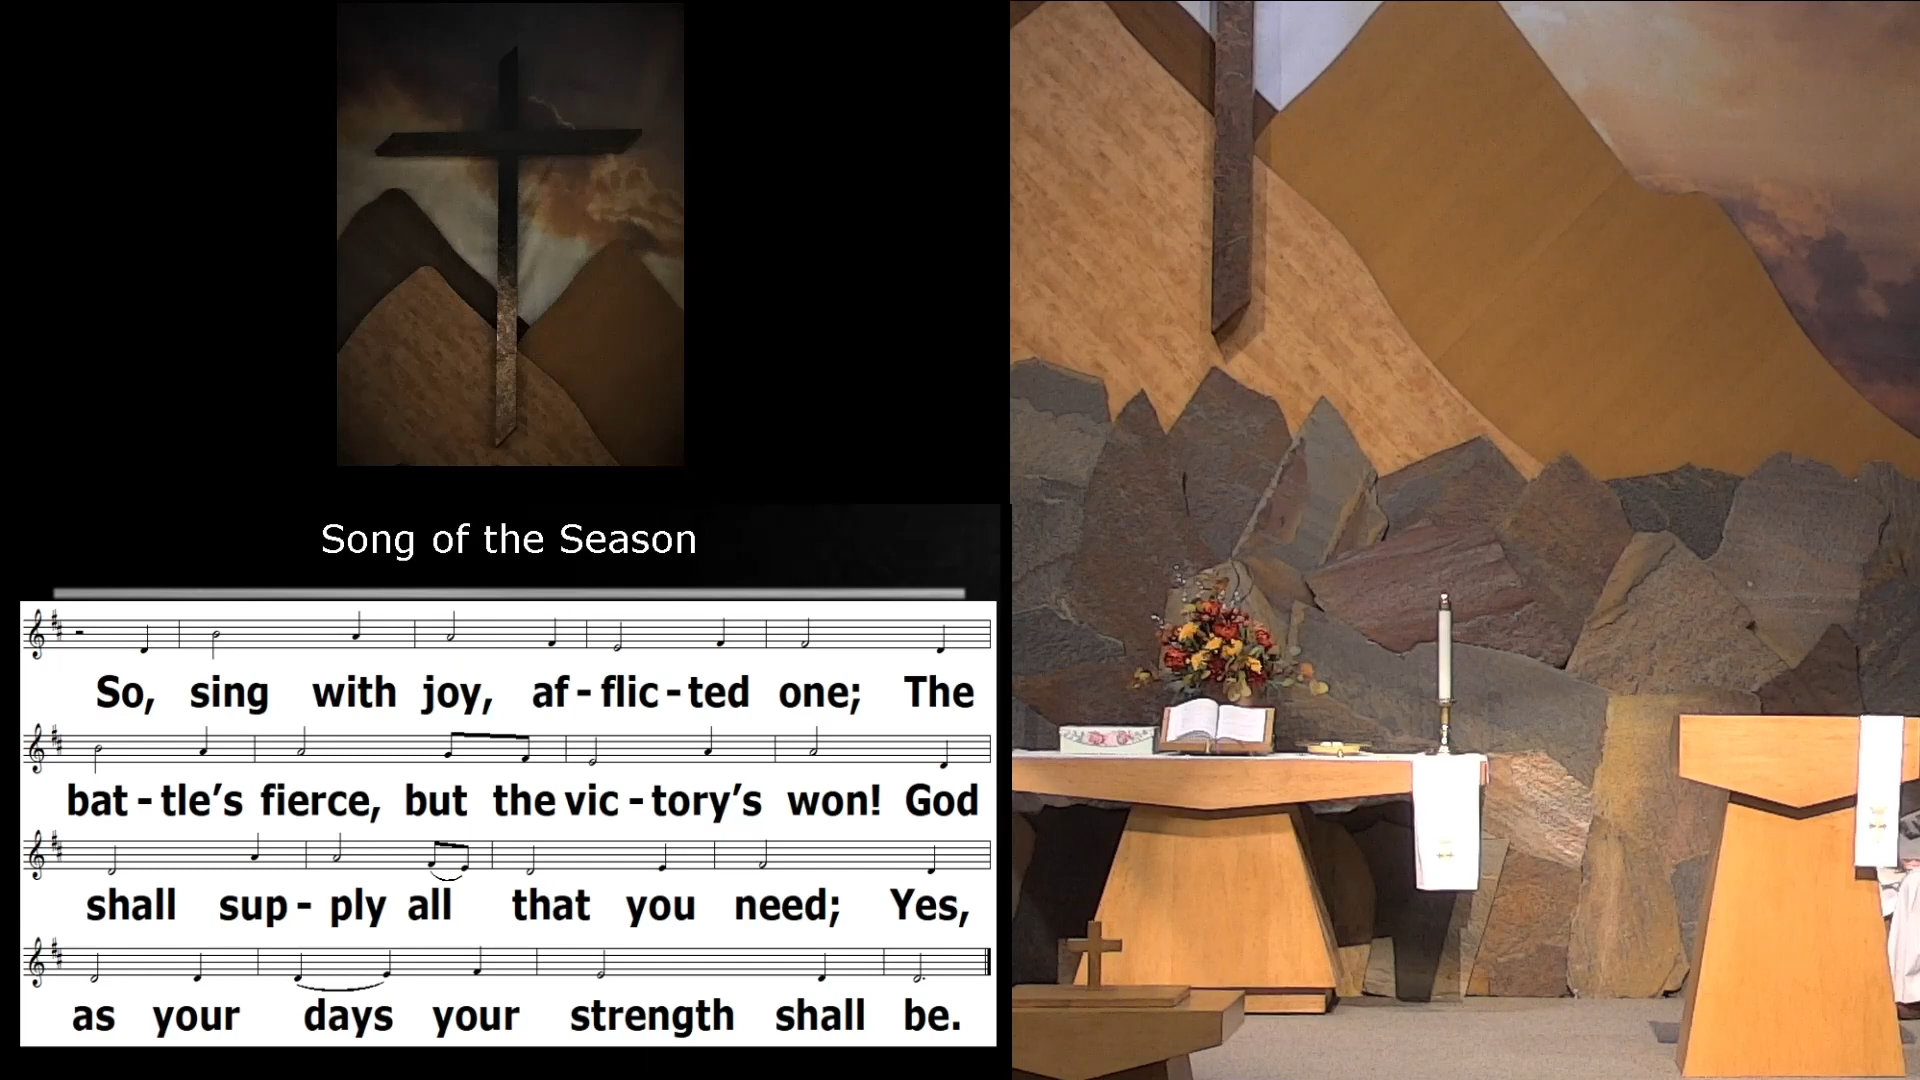 Song of the Season
So, sing with joy, af - flic - ted one; The
bat - tle's fierce, but the vic - tory's won! God
shall sup - ply all that you need; Yes,
as your days your strength shall be.